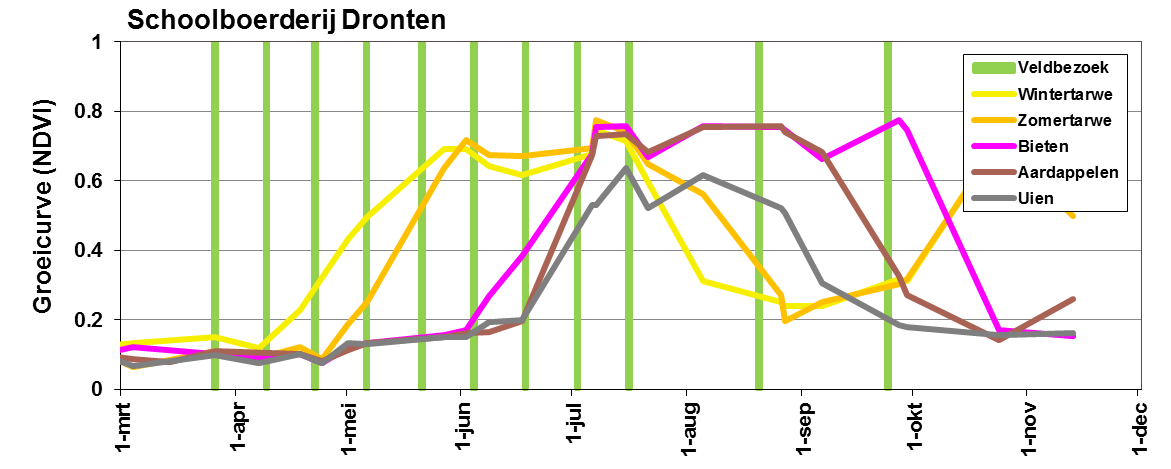 Schoolboerderij Dronten
Groeicurve (NDVI)
1
0.8
0.6
0.4
0.2
0
Veldbezoek
Wintertarwe
Zomertarwe
Bieten
Aardappelen
Uien
1-mrt
1-apr
1-mei
1-jun
1-jul
1-aug
1-sep
1-okt
1-nov
1-dec